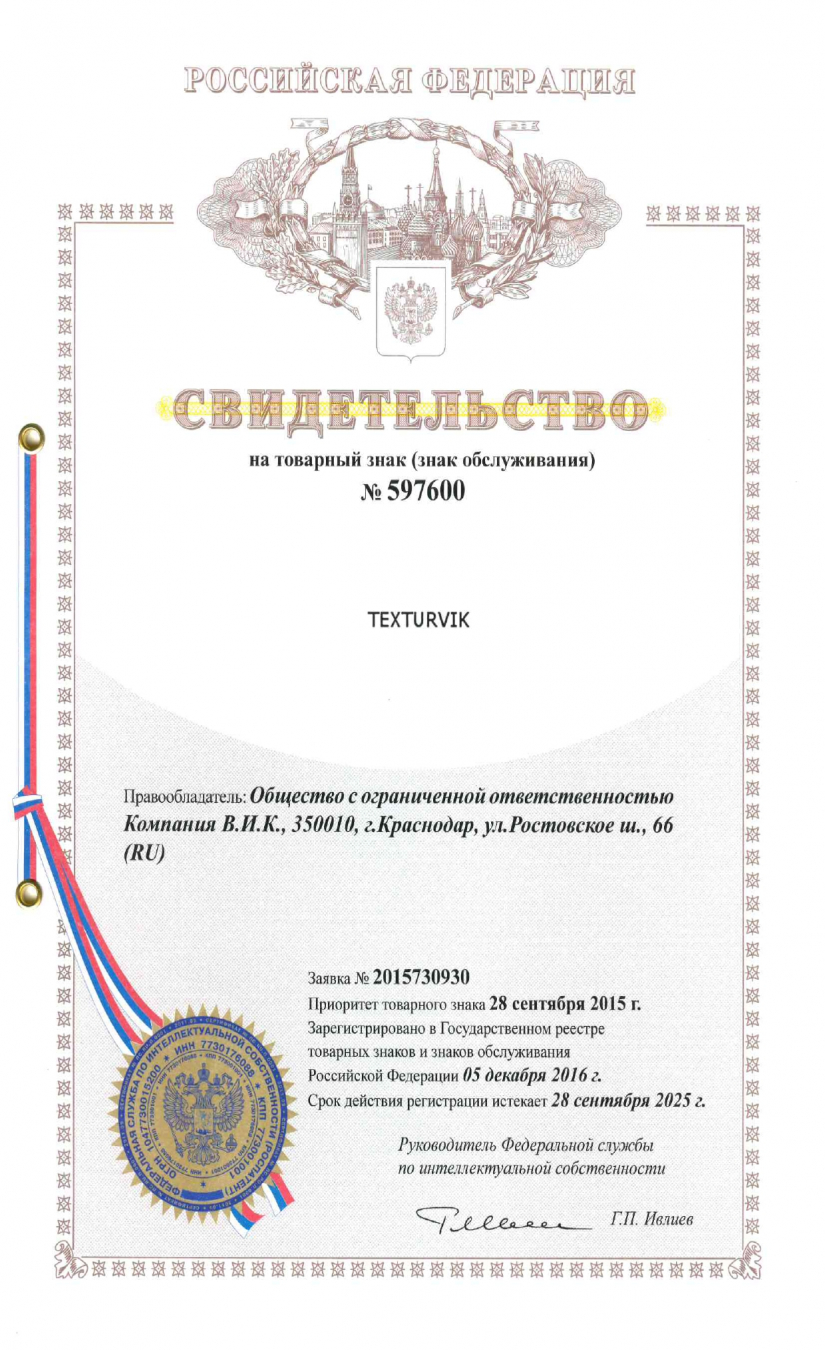 РОССИЙСКАЯ ФЕДЕРАЦИЯ
СВИДЕТЕЛЬСТВО
на товарный знак (знак обслуживания)
№ 597600
TEXTURVIK
Правообладатель: Общество с ограниченной ответственностью
Компания В.И.К., 350010, г.Краснодар, ул.Ростовское ш., 66
(RU)
Заявка № 2015730930
Приоритет товарного знака 28 сентября 2015 г.
Зарегистрировано в Государственном реестре
товарных знаков и знаков обслуживания
Российской Федерации 05 декабря 2016 г.
Срок действия регистрации истекает 28 сентября 2025 г.
Руководитель Федеральной службы
по интеллектуальной собственности
Г.П. Ивлиев
ФЕДЕРАЛЬНАЯ СЛУЖБА ПО ИНТЕЛЛЕКТУАЛЬНОЙ СОБСТВЕННОСТИ (РОСПАТЕНТ)
ОГРН 1047730015200 * ИНН 7730176088 * КПП 773001001